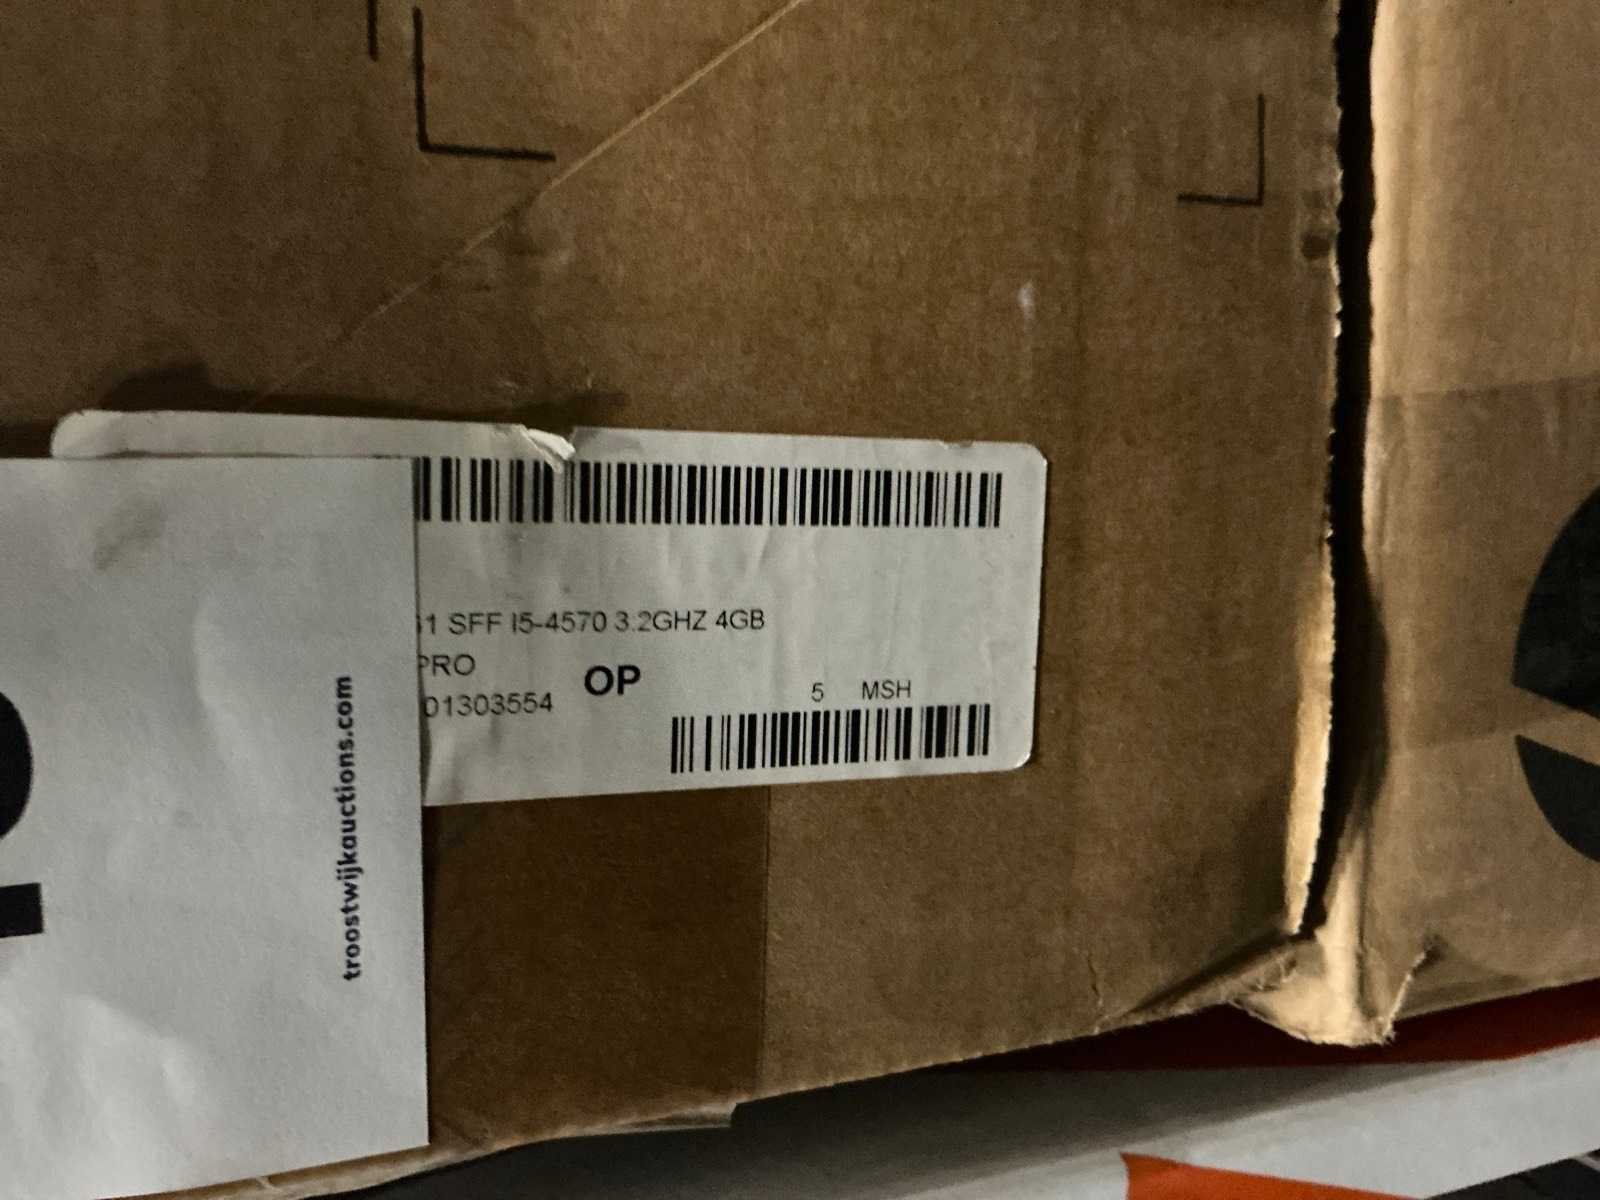 1 SFF I5-4570 3.2GHZ 4GB
PRO
OP
01303554
5 MSH
troostwijkauctions.com